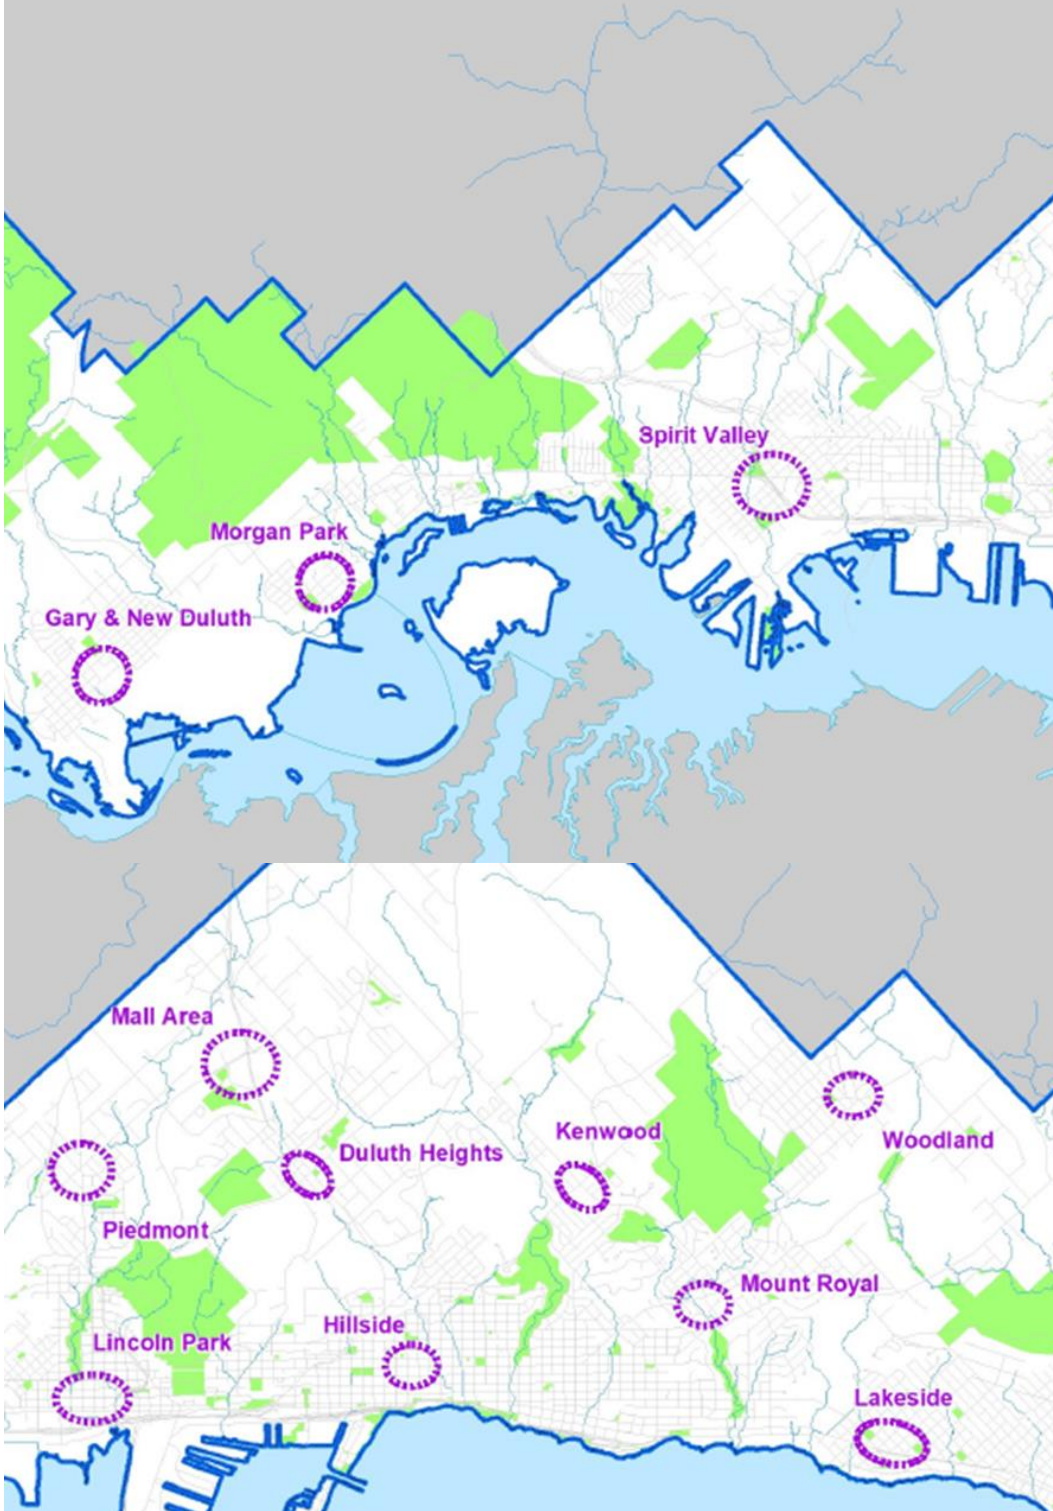 Spirit Valley
Morgan Park
Gary & New Duluth
Mall Area
Kenwood
Woodland
Duluth Heights
Piedmont
Mount Royal
Hillside
Lincoln Park
Lakeside